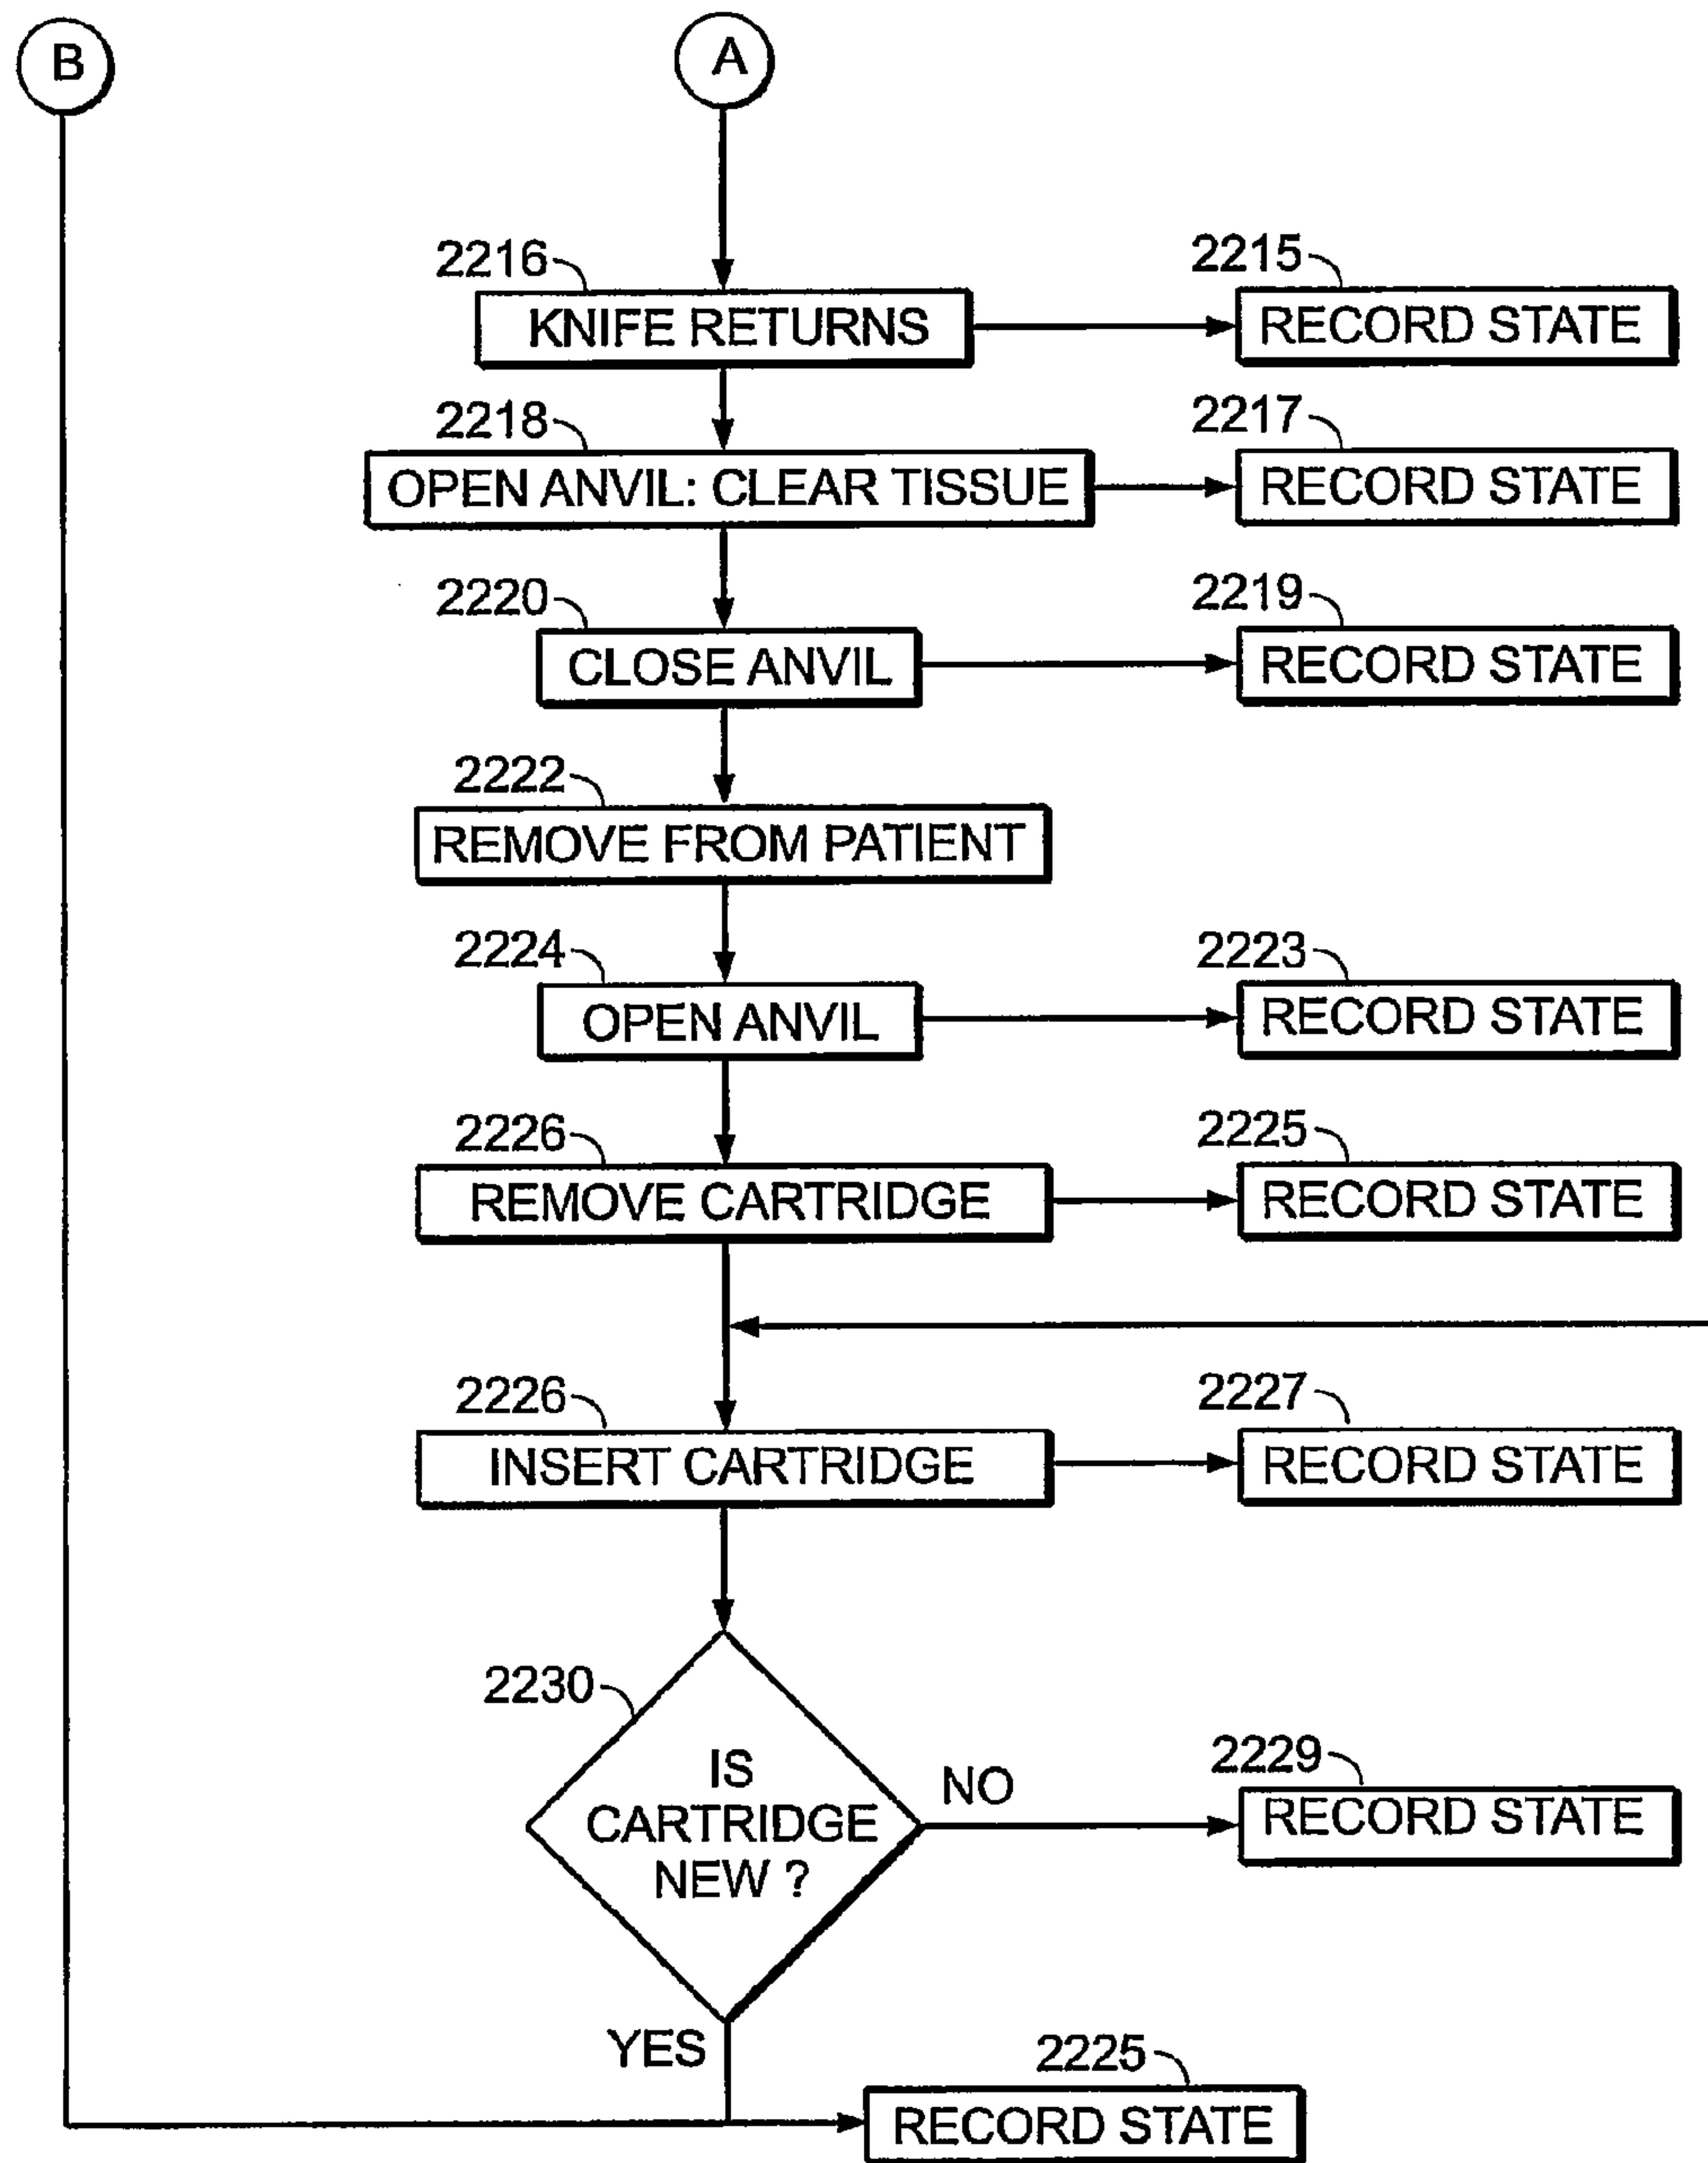 B
A
2216
KNIFE RETURNS
2215
RECORD STATE
2218
OPEN ANVIL: CLEAR TISSUE
2217
RECORD STATE
2220
CLOSE ANVIL
2219
RECORD STATE
2222
REMOVE FROM PATIENT
2224
OPEN ANVIL
2223
RECORD STATE
2226
REMOVE CARTRIDGE
2225
RECORD STATE
2226
INSERT CARTRIDGE
2227
RECORD STATE
2230
IS
CARTRIDGE
NEW ?
NO
2229
RECORD STATE
YES
2225
RECORD STATE